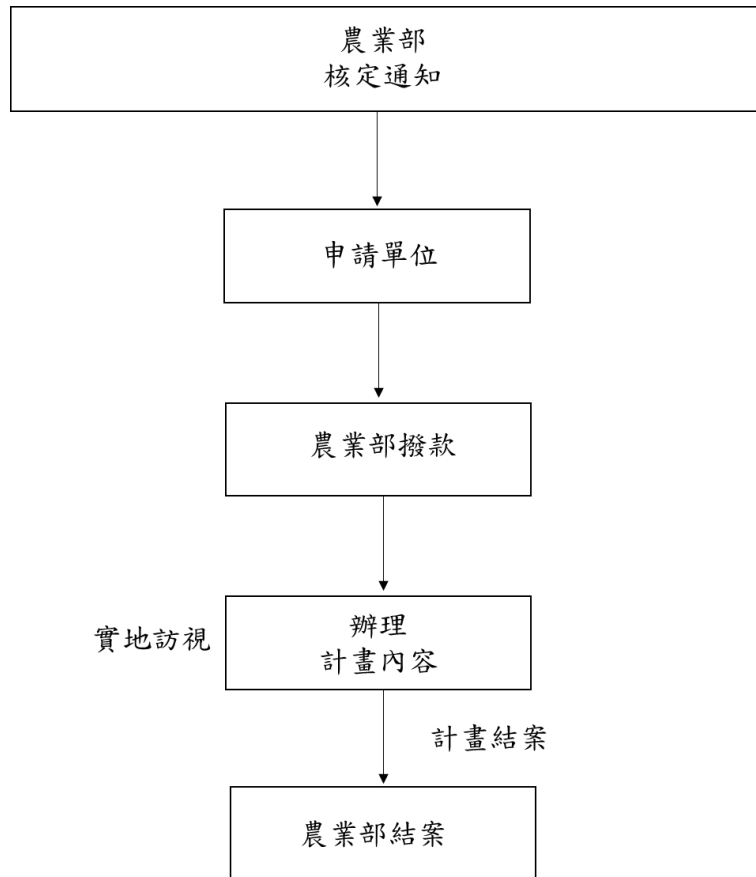 農業部
核定通知
申請單位
農業部撥款
實地訪視
辦理
計畫內容
計畫結案
農業部結案